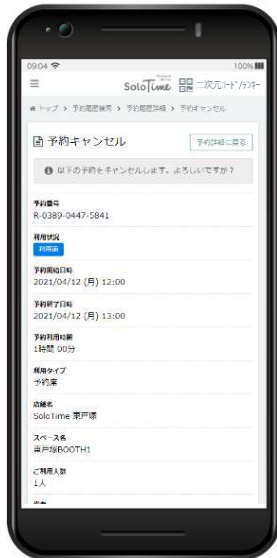 09:04 100%
SoloTime 二次元コード/テンキー
トップ > 予約履歴検索 > 予約履歴詳細 > 予約キャンセル
予約キャンセル 予約詳細に戻る
以下の予約をキャンセルします。よろしいですか?
予約番号
R-0389-0447-5841
利用状況
利用前
予約開始日時
2021/04/12 (月) 12:00
予約終了日時
2021/04/12 (月) 13:00
予約利用時間
1時間 00分
利用タイプ
予約席
店舗名
SoloTime 東戸塚
スペース名
東戸塚BOOTH1
ご利用人数
1人